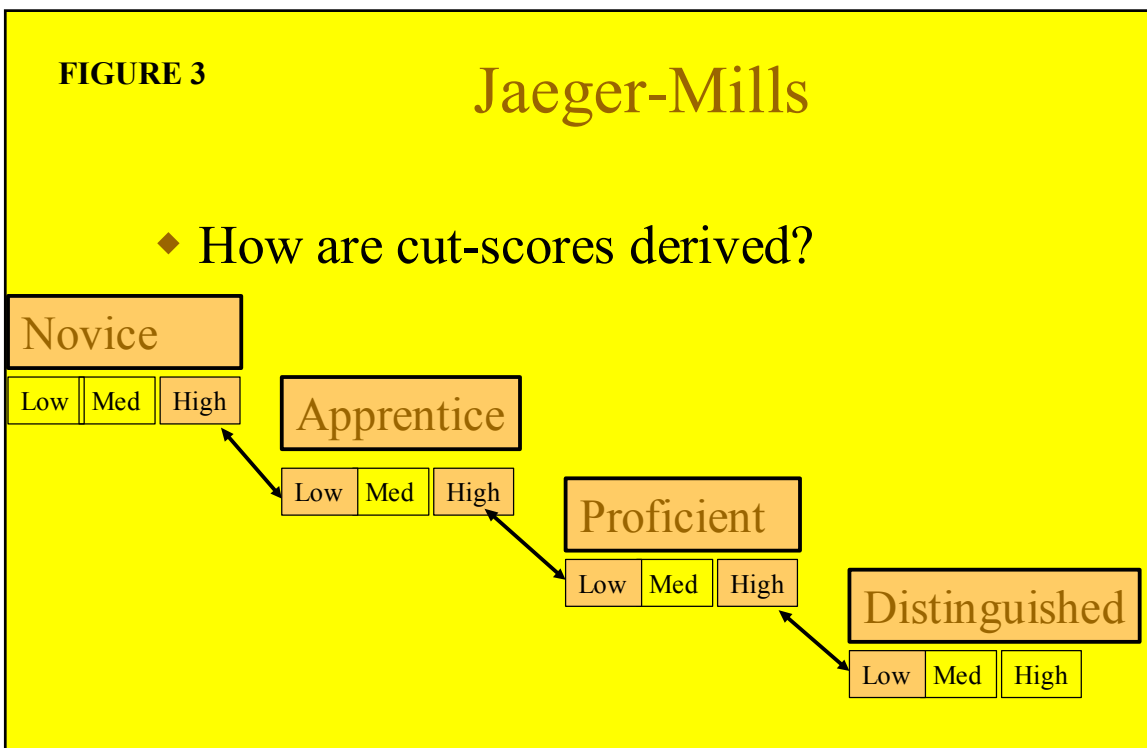 FIGURE 3
Jaeger-Mills
How are cut-scores derived?
Novice
Low Med High
Apprentice
Low Med High
Proficient
Low Med High
Distinguished
Low Med High